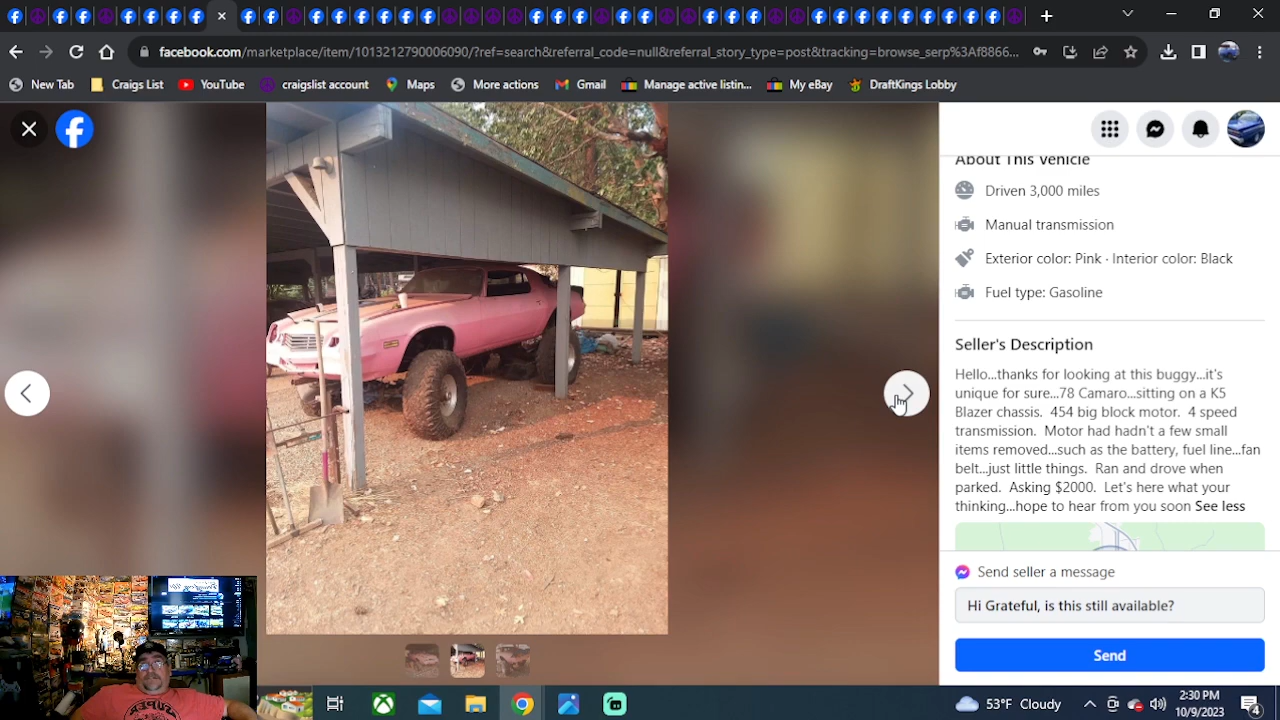 facebook.com/marketplace/item/1013212790006090/?ref=search&referral_code=null&referral_story_type=post&tracking=browse_serp%3Af8866...
New Tab
Craigs List
YouTube
craigslist account
Maps
More actions
Gmail
Manage active listin...
My eBay
DraftKings Lobby
About This Vehicle
Driven 3,000 miles
Manual transmission
Exterior color: Pink · Interior color: Black
Fuel type: Gasoline
Seller's Description
Hello...thanks for looking at this buggy...it's
unique for sure...78 Camaro...sitting on a K5
Blazer chassis. 454 big block motor. 4 speed
transmission. Motor had hadn't a few small
items removed...such as the battery, fuel line...fan
belt...just little things. Ran and drove when
parked. Asking $2000. Let's here what your
thinking...hope to hear from you soon See less
Send seller a message
Hi Grateful, is this still available?
Send
53°F Cloudy
2:30 PM
10/9/2023
4